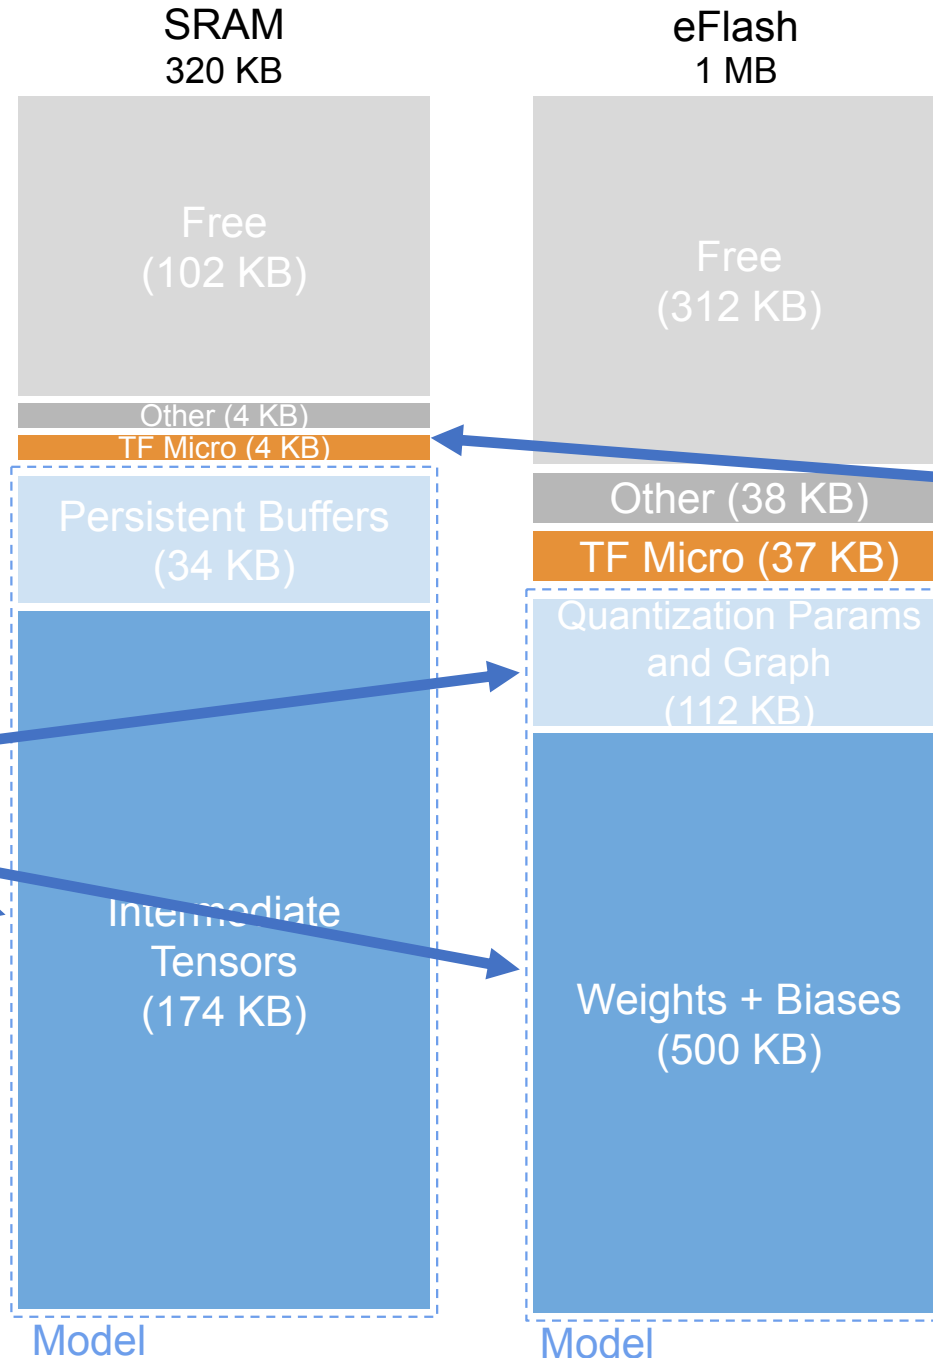 SRAM
320 KB
Free
(102 KB)
Other (4 KB)
TF Micro (4 KB)
Persistent Buffers
(34 KB)
Intermediate
Tensors
(174 KB)
Model
eFlash
1 MB
Free
(312 KB)
Other (38 KB)
TF Micro (37 KB)
Quantization Params
and Graph
(112 KB)
Weights + Biases
(500 KB)
Model